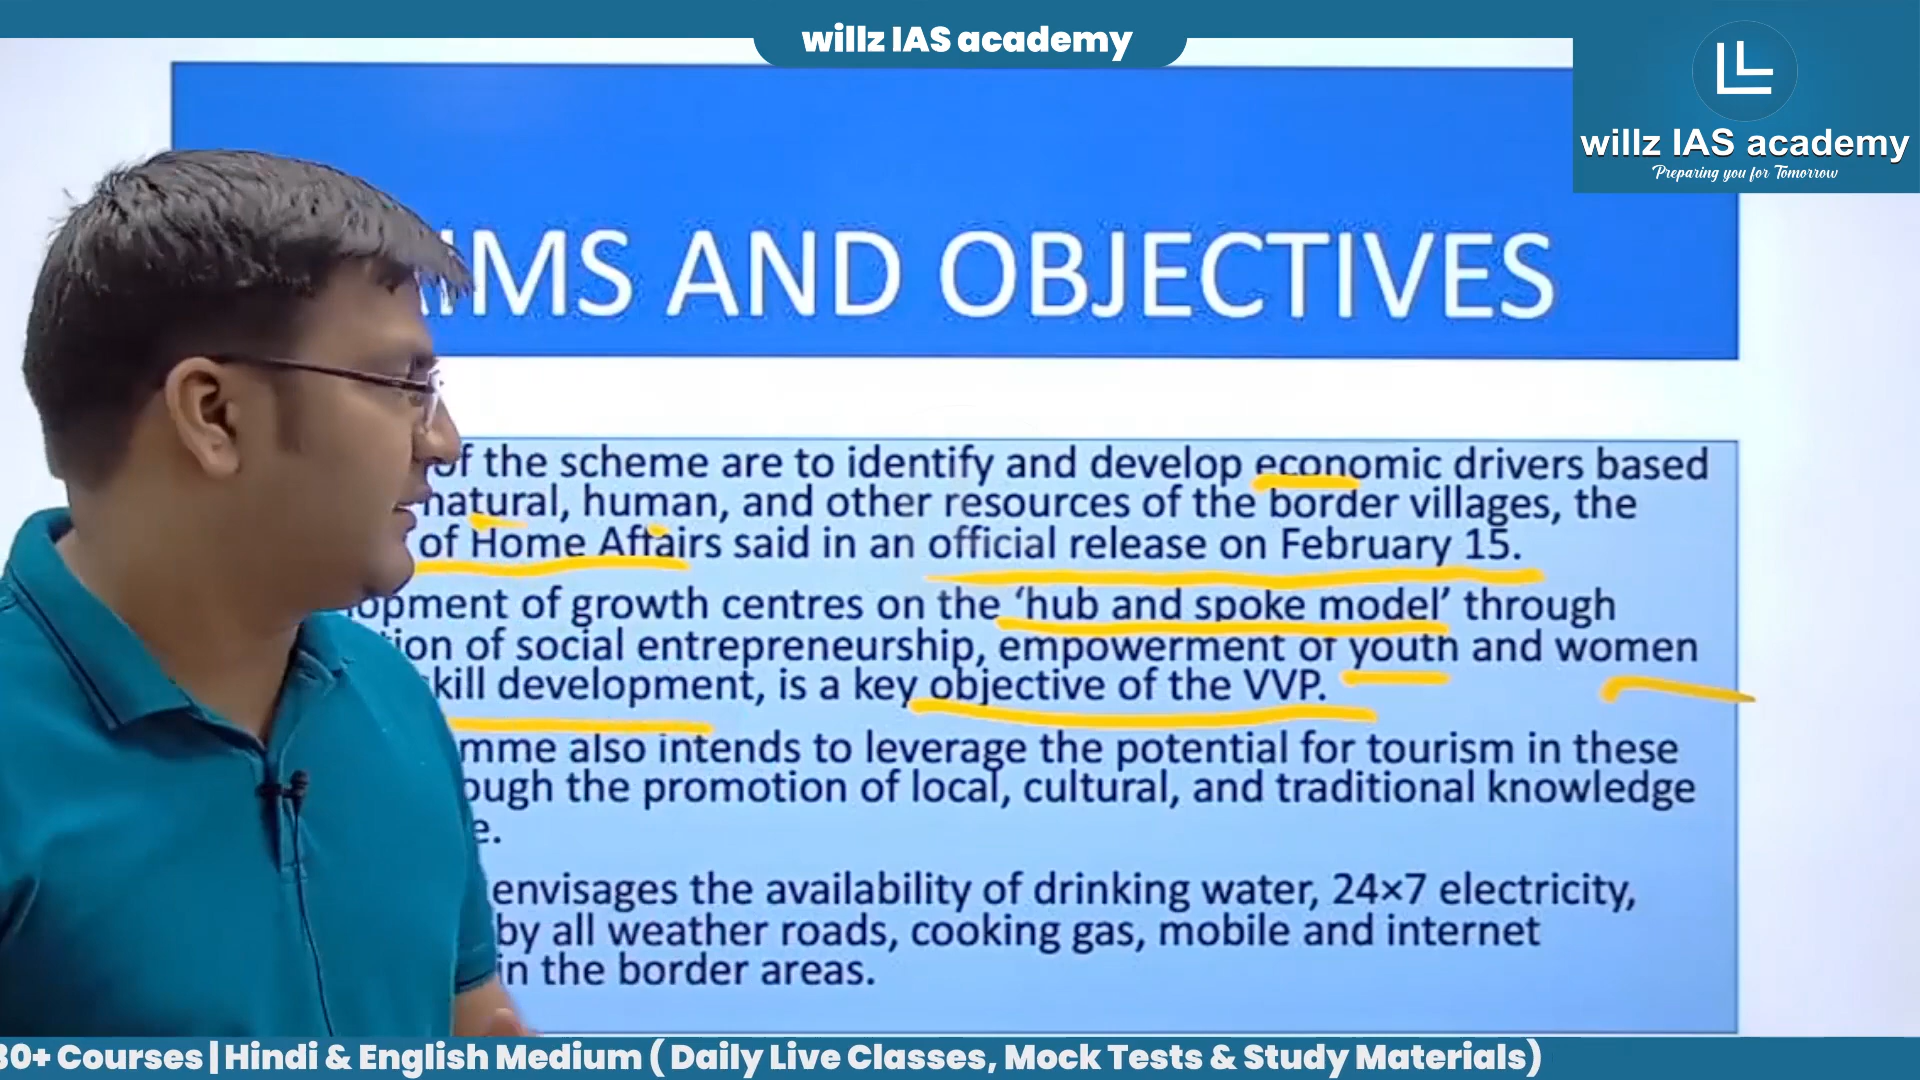 willz IAS academy
willz IAS academy
Preparing you for Tomorrow
IMS AND OBJECTIVES
of the scheme are to identify and develop economic drivers based
natural, human, and other resources of the border villages, the
of Home Affairs said in an official release on February 15.
opment of growth centres on the ‘hub and spoke model’ through
ion of social entrepreneurship, empowerment of youth and women
kill development, is a key objective of the VVP.
mme also intends to leverage the potential for tourism in these
ough the promotion of local, cultural, and traditional knowledge
e.
envisages the availability of drinking water, 24×7 electricity,
by all weather roads, cooking gas, mobile and internet
in the border areas.
30+ Courses | Hindi & English Medium ( Daily Live Classes, Mock Tests & Study Materials)